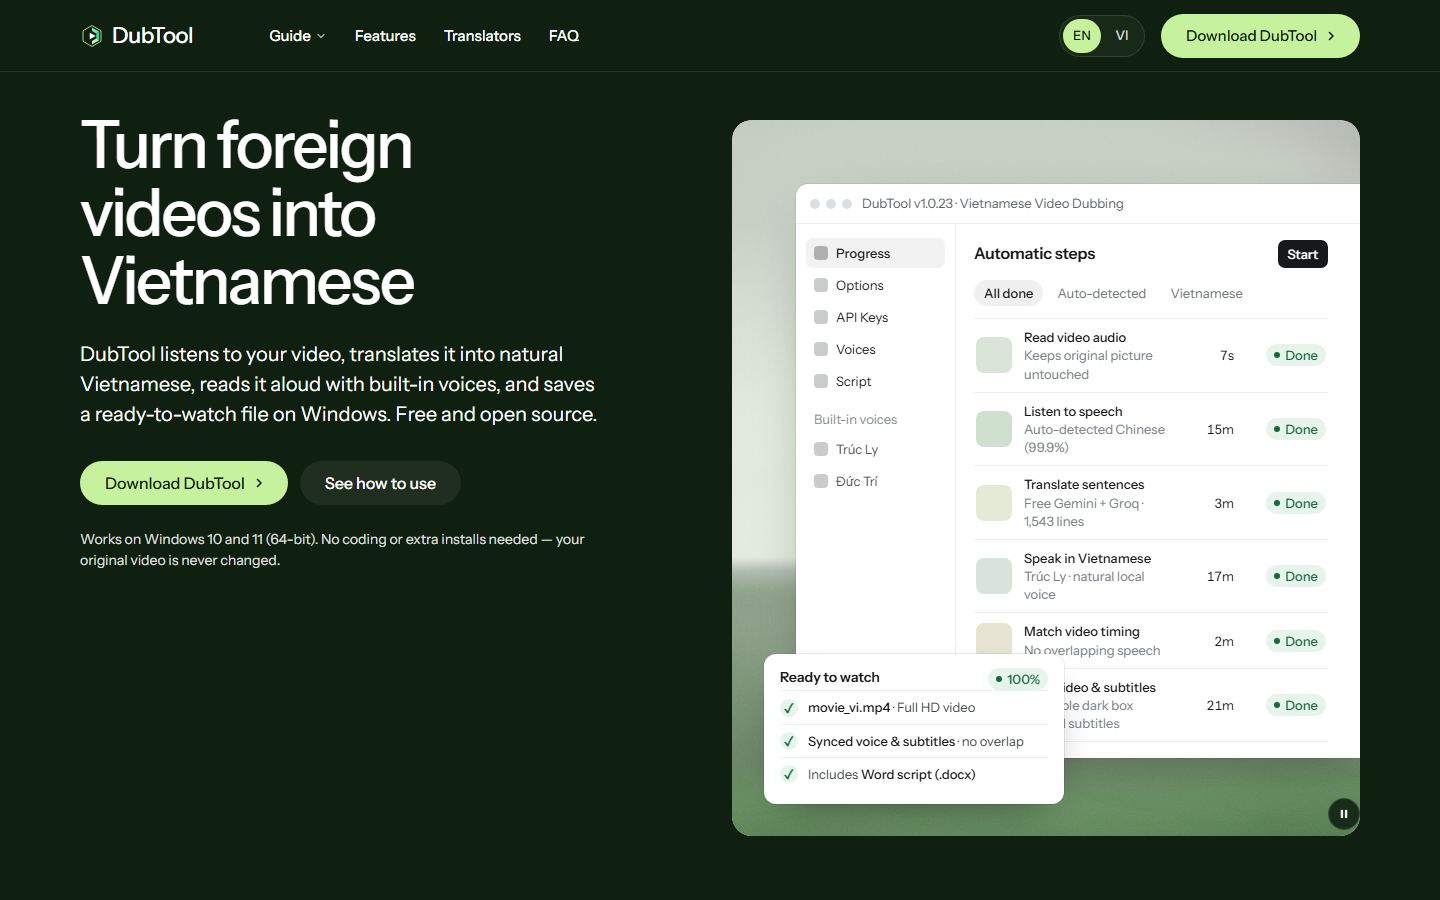 DubTool
Guide
Features
Translators
FAQ
EN
VI
Download DubTool
Turn foreign
videos into
Vietnamese
DubTool listens to your video, translates it into natural
Vietnamese, reads it aloud with built-in voices, and saves
a ready-to-watch file on Windows. Free and open source.
Download DubTool
See how to use
Works on Windows 10 and 11 (64-bit). No coding or extra installs needed — your
original video is never changed.
DubTool v1.0.23 · Vietnamese Video Dubbing
Progress
Options
API Keys
Voices
Script
Built-in voices
Trúc Ly
Đức Trí
Automatic steps
Start
All done
Auto-detected
Vietnamese
Read video audio
Keeps original picture
untouched
7s
Done
Listen to speech
Auto-detected Chinese
(99.9%)
15m
Done
Translate sentences
Free Gemini + Groq ·
1,543 lines
3m
Done
Speak in Vietnamese
Trúc Ly · natural local
voice
17m
Done
Match video timing
No overlapping speech
2m
Done
video & subtitles
dark box
subtitles
21m
Done
Ready to watch
100%
movie_vi.mp4 · Full HD video
Synced voice & subtitles · no overlap
Includes Word script (.docx)